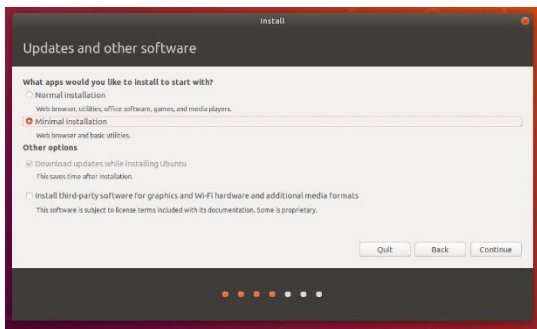 Install
Updates and other software
What apps would you like to install to start with?
Normal installation
Web browser, utilities, office software, games, and media players.
Minimal installation
Web browser and basic utilities.
Other options
Download updates while installing Ubuntu
This saves time after installation.
Install third-party software for graphics and Wi-Fi hardware and additional media formats
This software is subject to license terms included with its documentation. Some is proprietary.
Quit Back Continue